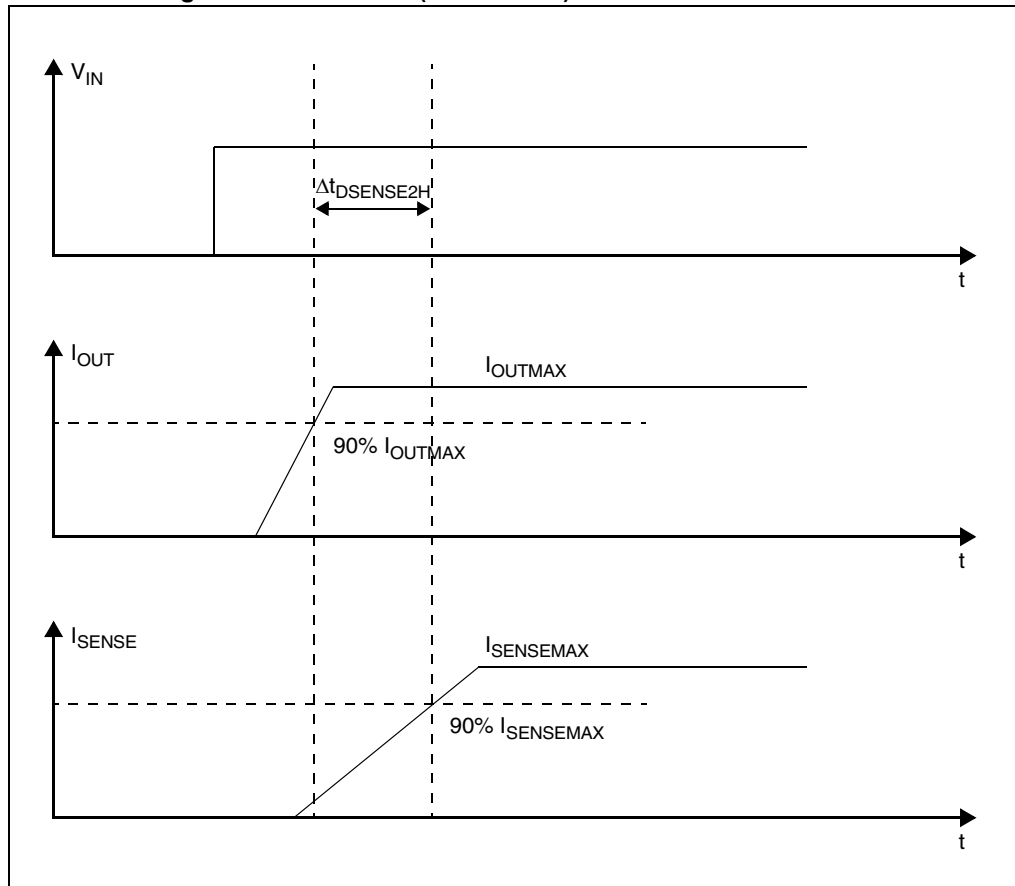 V_IN
Δt_DSENSE2H
t
I_OUT
I_OUTMAX
90% I_OUTMAX
t
I_SENSE
I_SENSEMAX
90% I_SENSEMAX
t